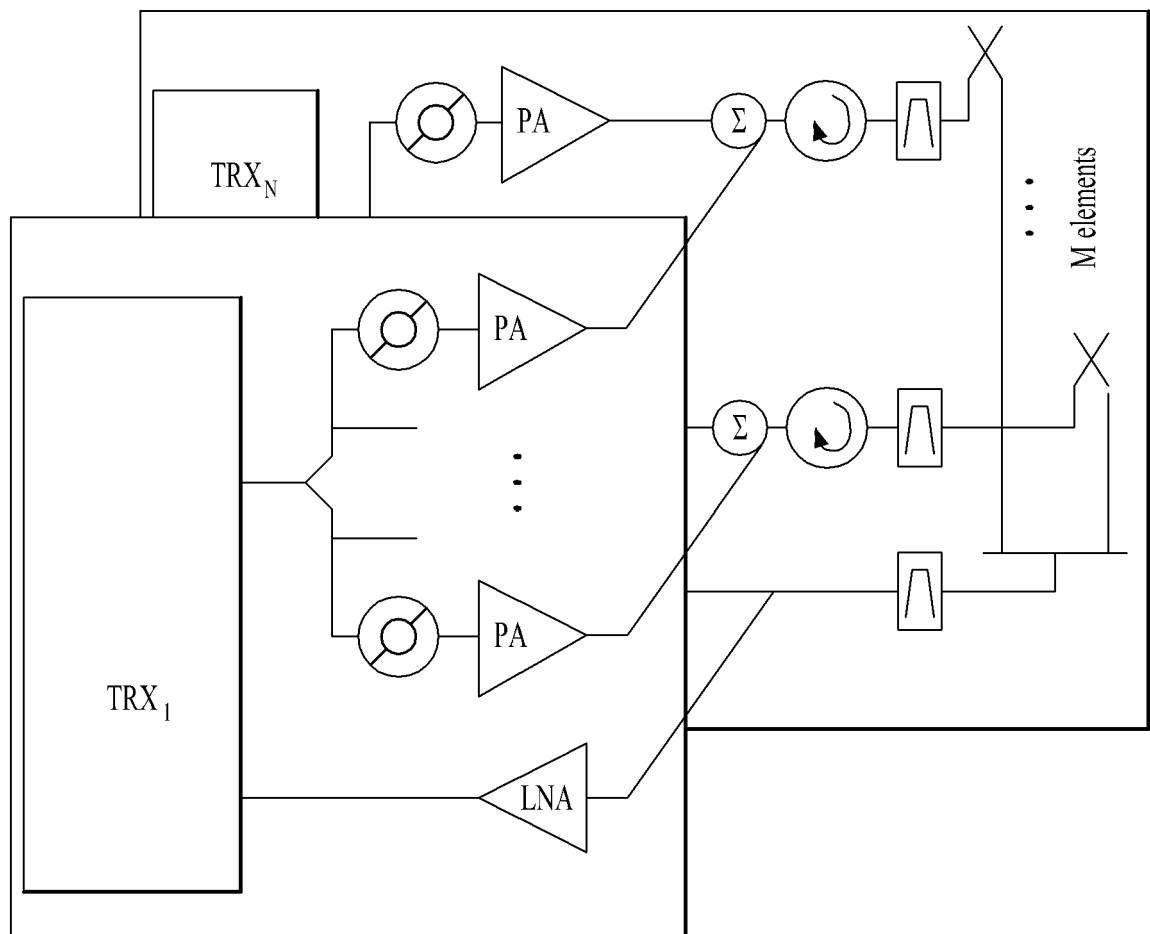 PA
Σ
TRX_N
M elements
PA
Σ
PA
TRX_1
LNA